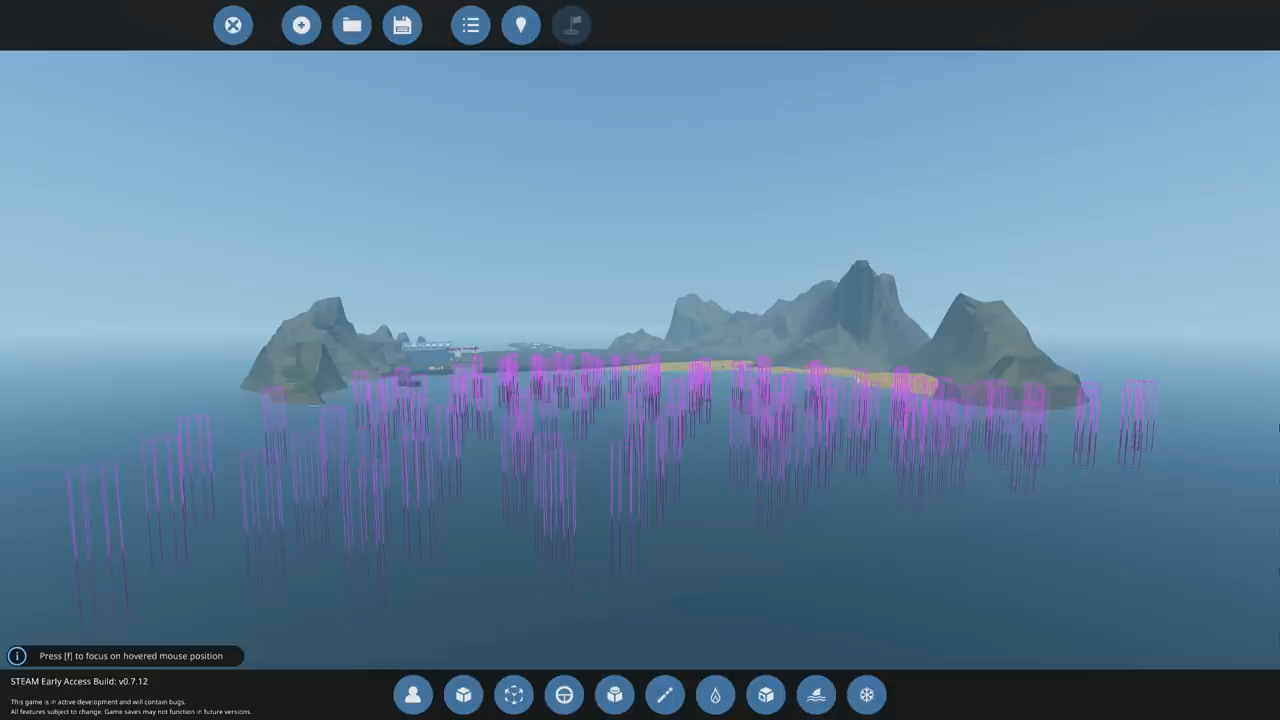 Press [f] to focus on hovered mouse position
STEAM Early Access Build: v0.7.12
This game is in active development and will contain bugs.
All features subject to change. Game saves may not function in future versions.